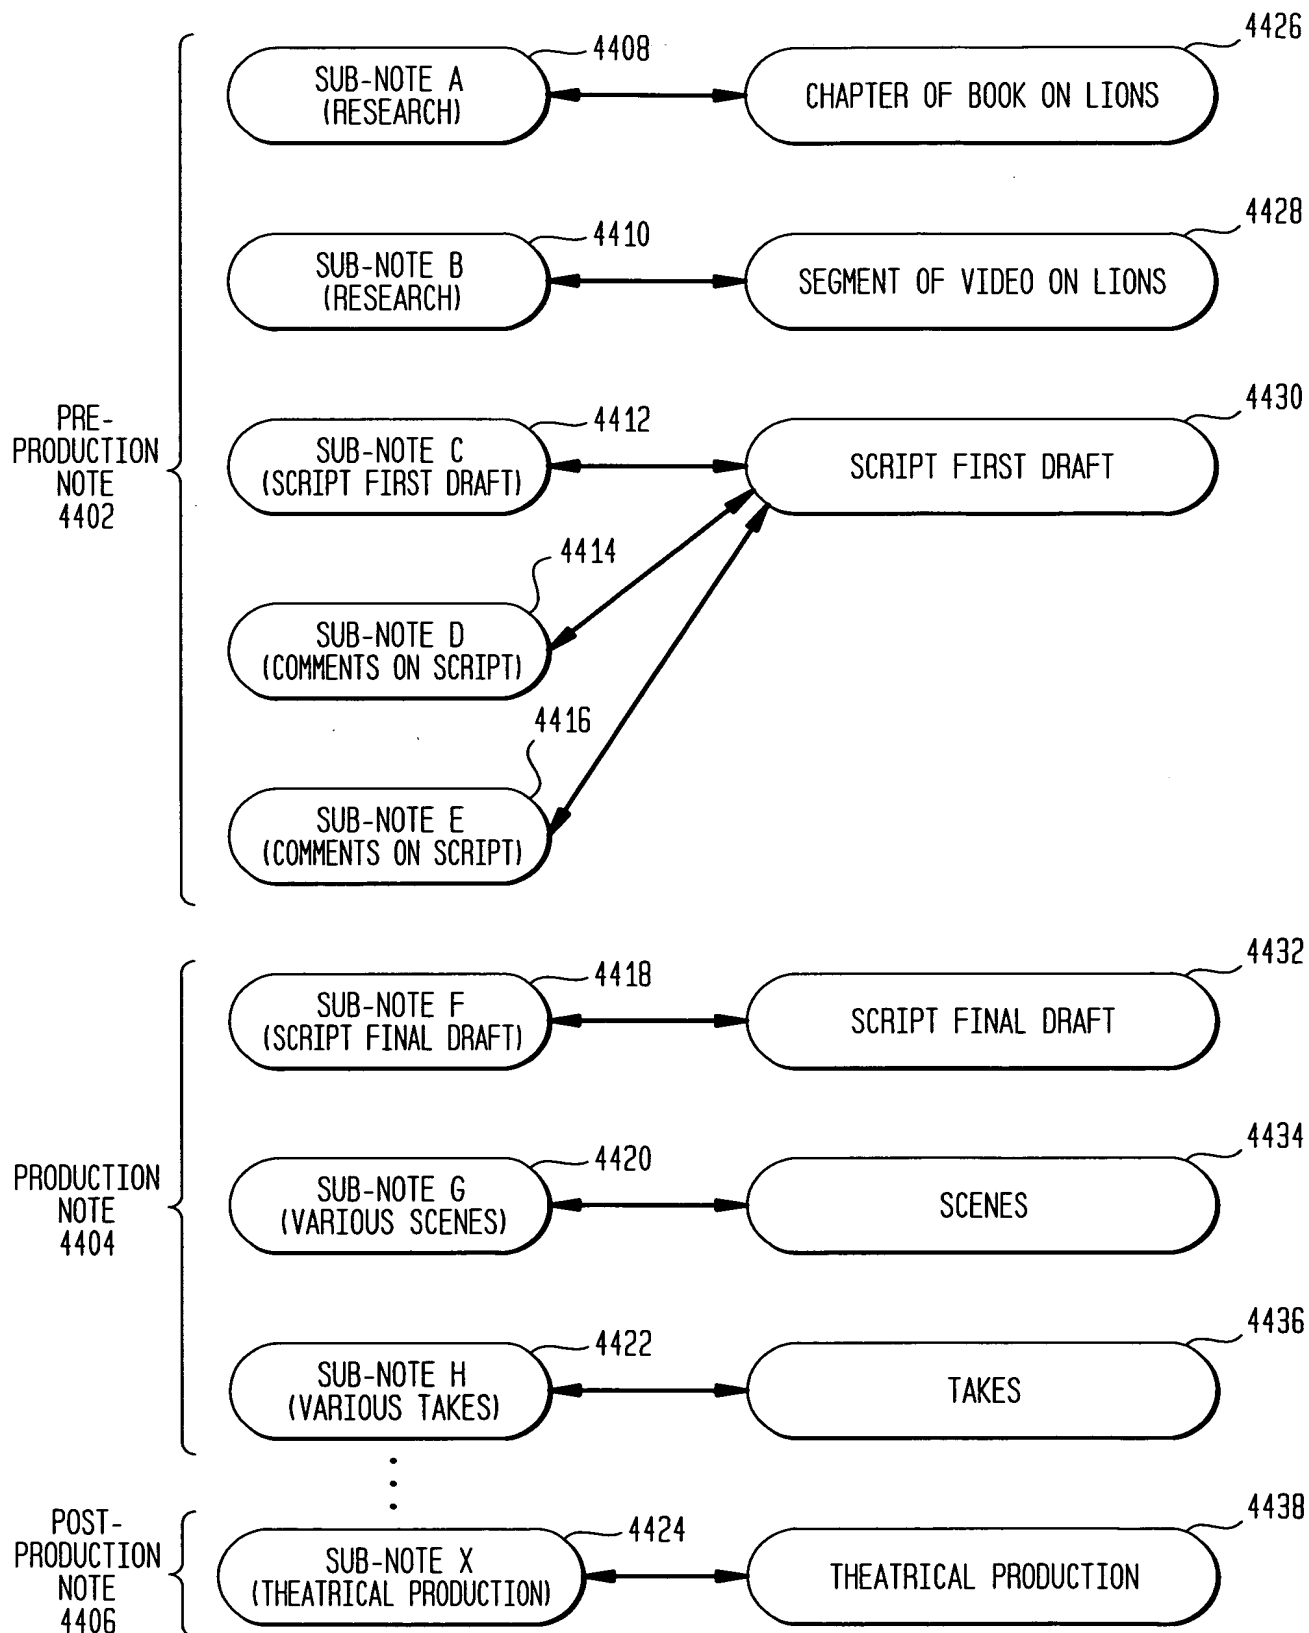 4408
4426
SUB-NOTE A
(RESEARCH)
CHAPTER OF BOOK ON LIONS
4410
4428
SUB-NOTE B
(RESEARCH)
SEGMENT OF VIDEO ON LIONS
PRE-
PRODUCTION
NOTE
4402
4412
4430
SUB-NOTE C
(SCRIPT FIRST DRAFT)
SCRIPT FIRST DRAFT
4414
SUB-NOTE D
(COMMENTS ON SCRIPT)
4416
SUB-NOTE E
(COMMENTS ON SCRIPT)
4418
4432
SUB-NOTE F
(SCRIPT FINAL DRAFT)
SCRIPT FINAL DRAFT
PRODUCTION
NOTE
4404
4420
4434
SUB-NOTE G
(VARIOUS SCENES)
SCENES
4422
4436
SUB-NOTE H
(VARIOUS TAKES)
TAKES
POST-
PRODUCTION
NOTE
4406
4424
4438
SUB-NOTE X
(THEATRICAL PRODUCTION)
THEATRICAL PRODUCTION